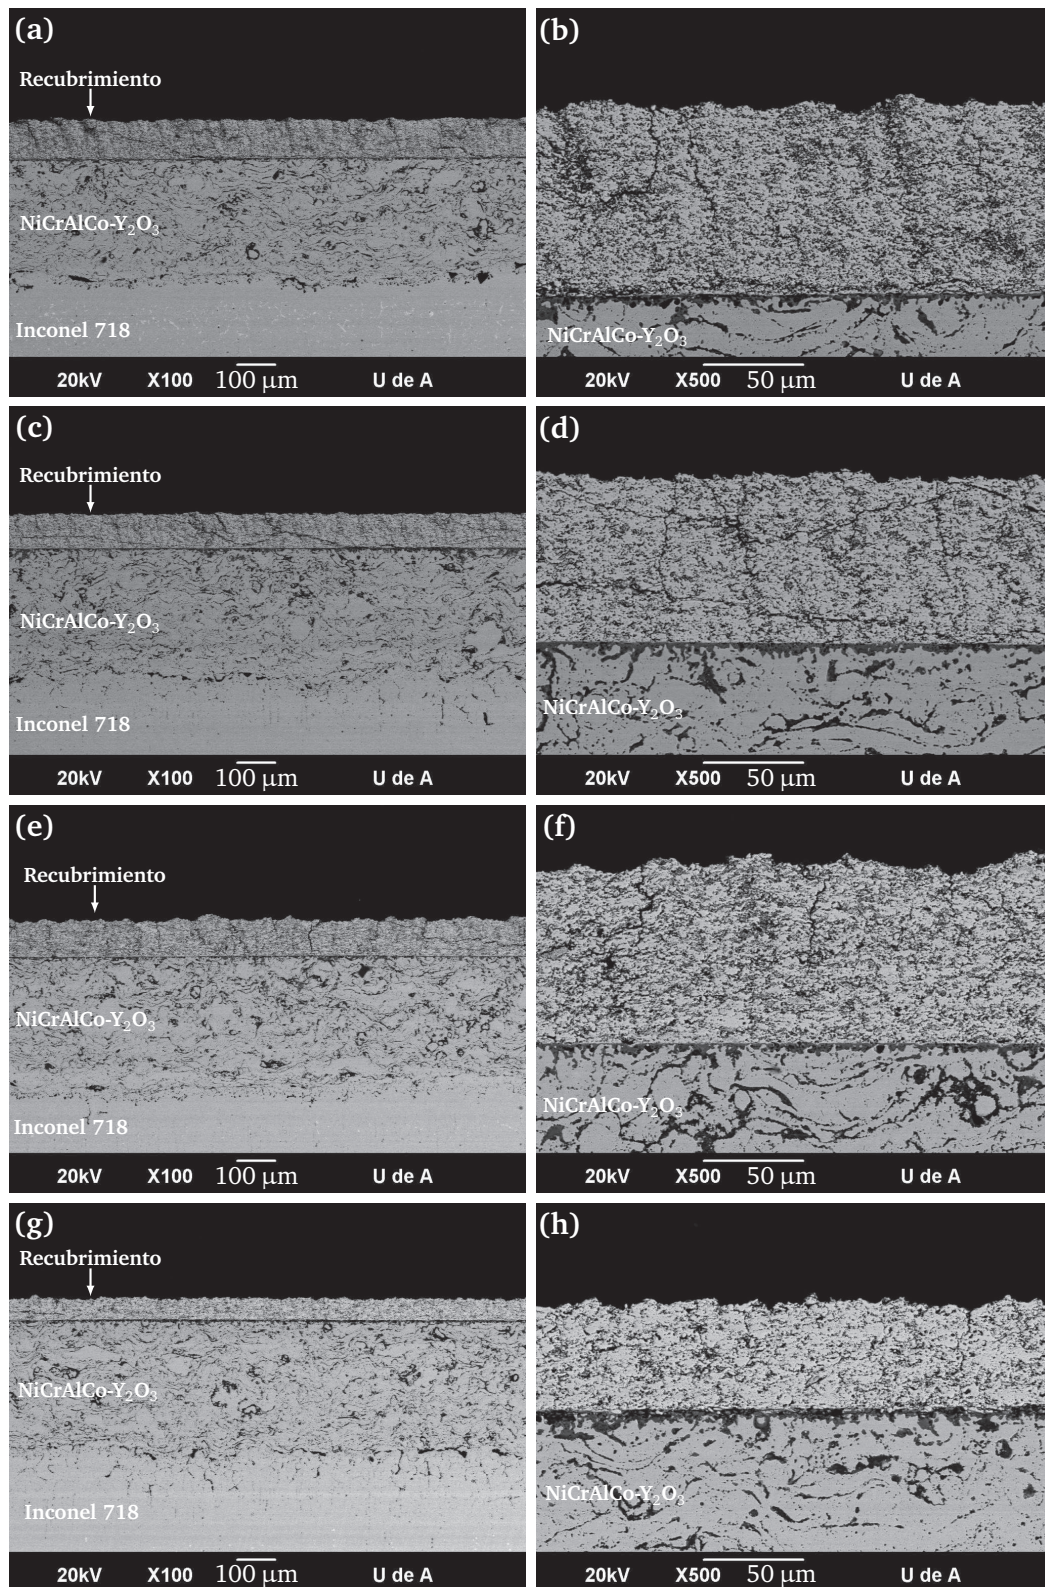 (a)
Recubrimiento
NiCrAlCo-Y₂O₃
Inconel 718
20kV X100 100 μm U de A
(b)
NiCrAlCo-Y₂O₃
20kV X500 50 μm U de A
(c)
Recubrimiento
NiCrAlCo-Y₂O₃
Inconel 718
20kV X100 100 μm U de A
(d)
NiCrAlCo-Y₂O₃
20kV X500 50 μm U de A
(e)
Recubrimiento
NiCrAlCo-Y₂O₃
Inconel 718
20kV X100 100 μm U de A
(f)
NiCrAlCo-Y₂O₃
20kV X500 50 μm U de A
(g)
Recubrimiento
NiCrAlCo-Y₂O₃
Inconel 718
20kV X100 100 μm U de A
(h)
NiCrAlCo-Y₂O₃
20kV X500 50 μm U de A